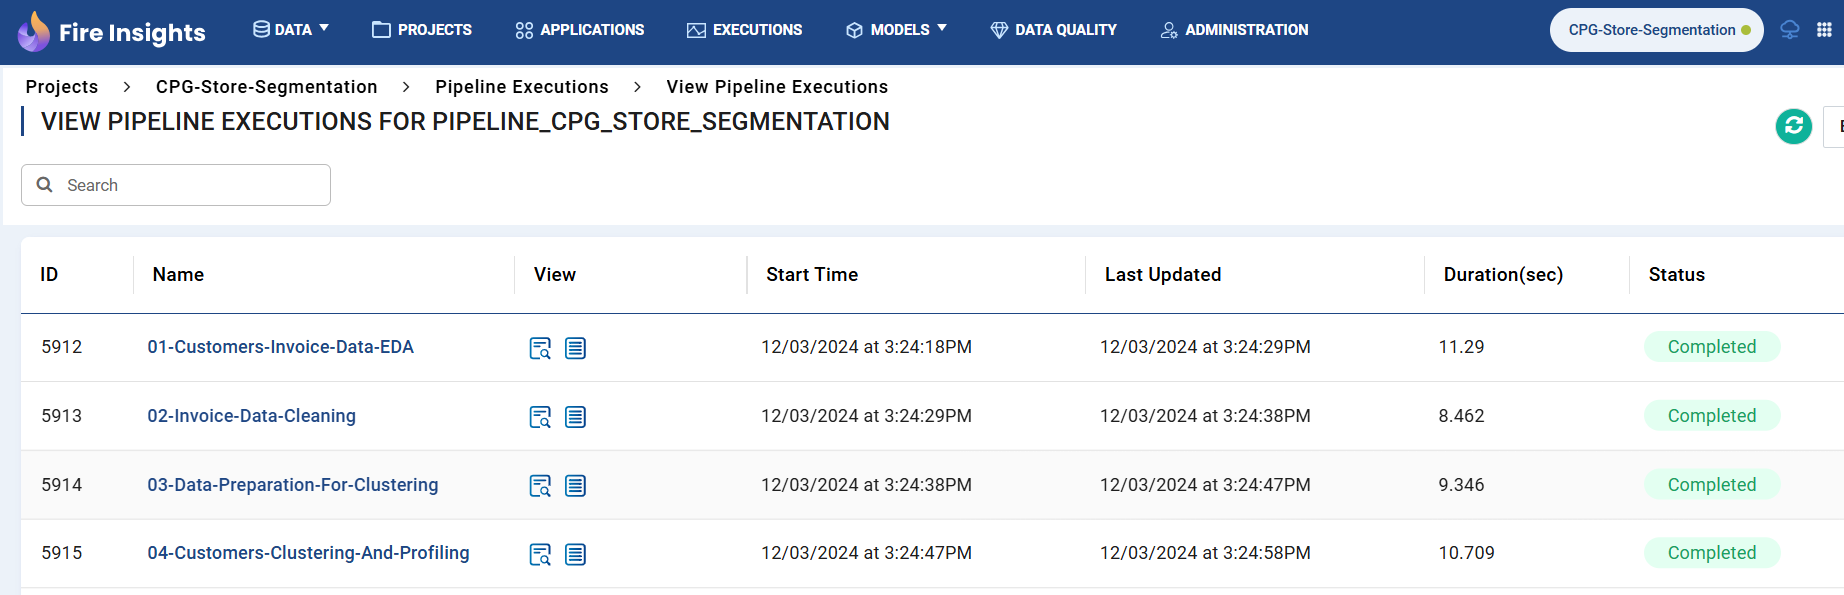 Fire Insights DATA PROJECTS APPLICATIONS EXECUTIONS MODELS DATA QUALITY ADMINISTRATION CPG-Store-Segmentation
Projects > CPG-Store-Segmentation > Pipeline Executions > View Pipeline Executions
VIEW PIPELINE EXECUTIONS FOR PIPELINE_CPG_STORE_SEGMENTATION
Search
ID Name View Start Time Last Updated Duration(sec) Status
5912 01-Customers-Invoice-Data-EDA 12/03/2024 at 3:24:18PM 12/03/2024 at 3:24:29PM 11.29 Completed
5913 02-Invoice-Data-Cleaning 12/03/2024 at 3:24:29PM 12/03/2024 at 3:24:38PM 8.462 Completed
5914 03-Data-Preparation-For-Clustering 12/03/2024 at 3:24:38PM 12/03/2024 at 3:24:47PM 9.346 Completed
5915 04-Customers-Clustering-And-Profiling 12/03/2024 at 3:24:47PM 12/03/2024 at 3:24:58PM 10.709 Completed